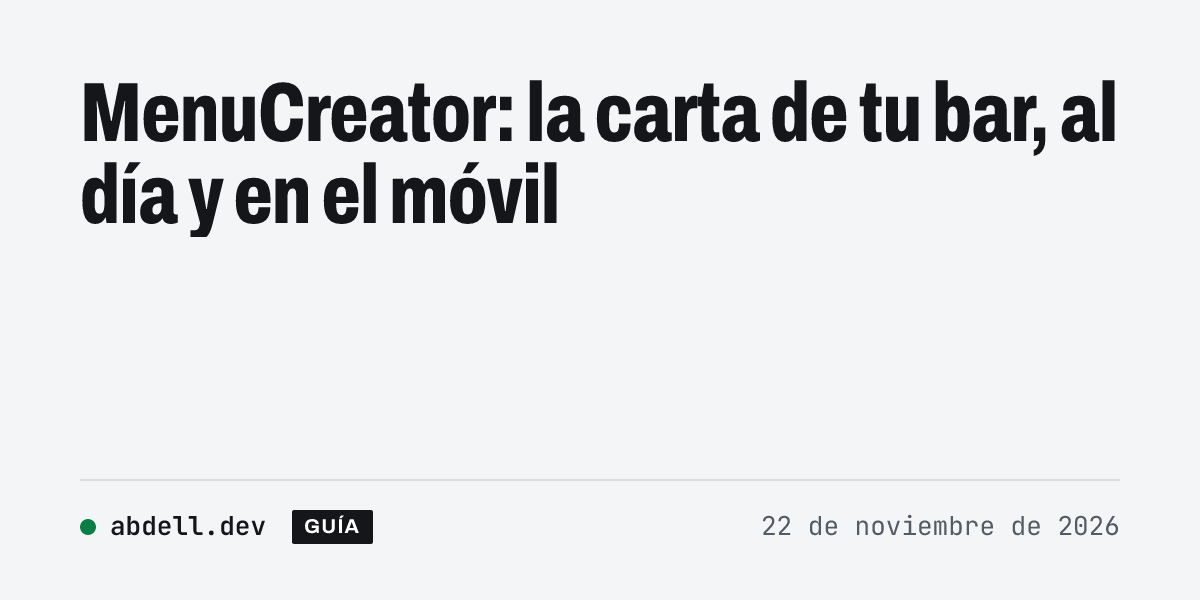 MenuCreator: la carta de tu bar, al
día y en el móvil
abdell.dev GUÍA 22 de noviembre de 2026